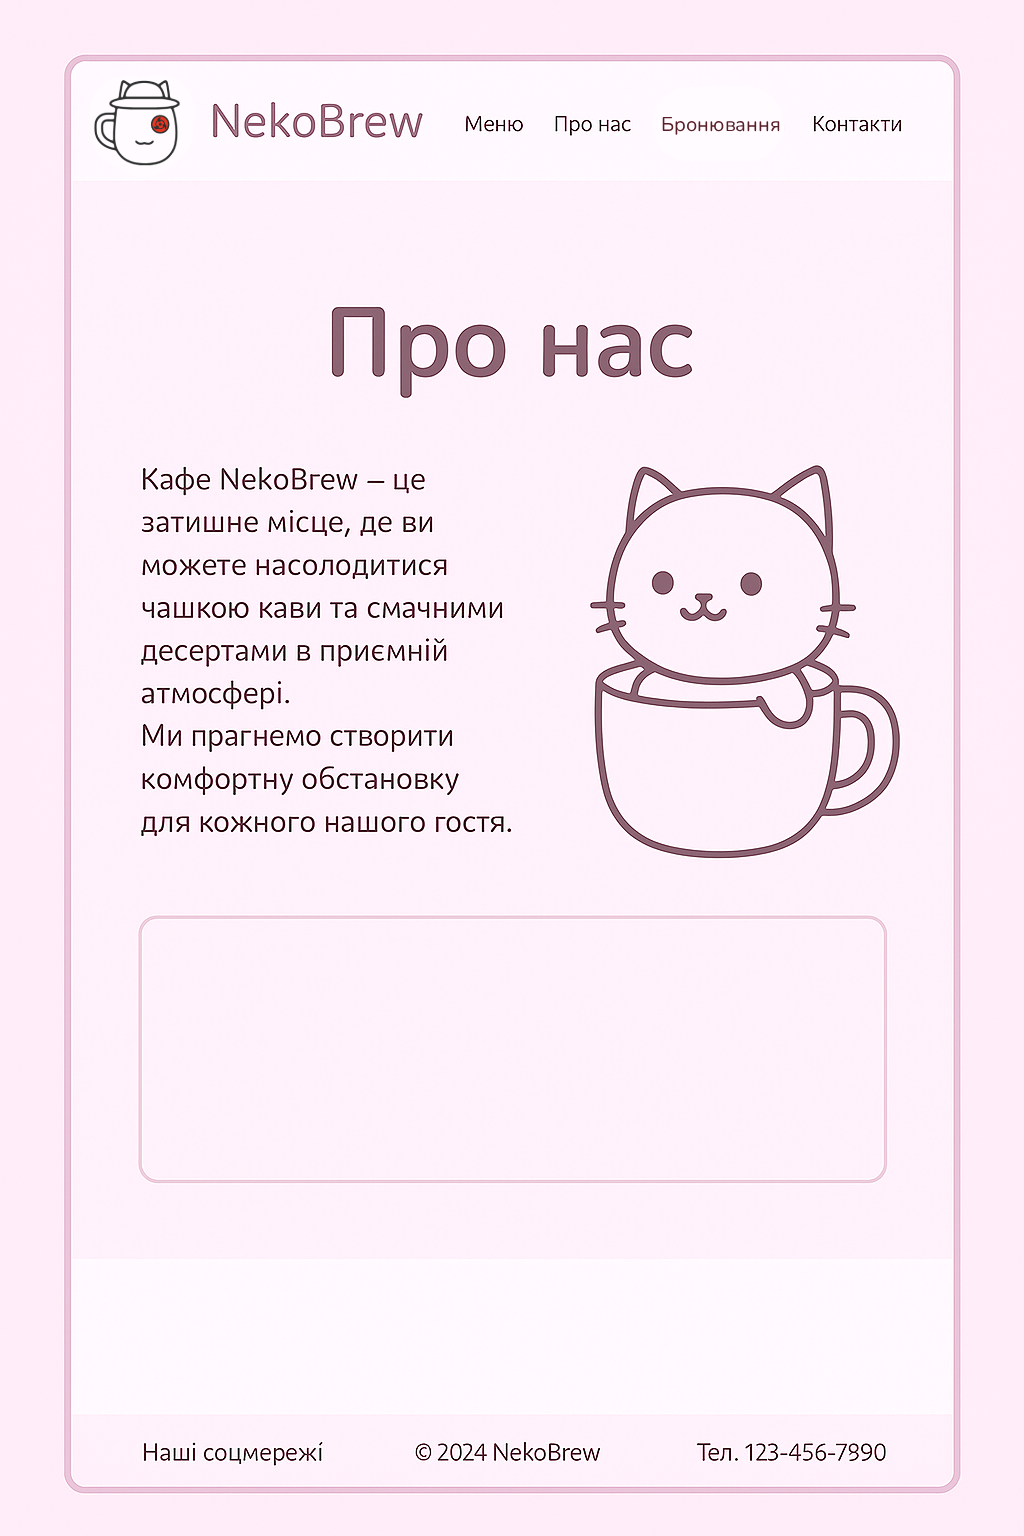 NekoBrew
Меню Про нас Бронювання Контакти
Про нас
Кафе NekoBrew – це
затишне місце, де ви
можете насолодитися
чашкою кави та смачними
десертами в приємній
атмосфері.
Ми прагнемо створити
комфортну обстановку
для кожного нашого гостя.
Наші соцмережі
© 2024 NekoBrew
Тел. 123-456-7890